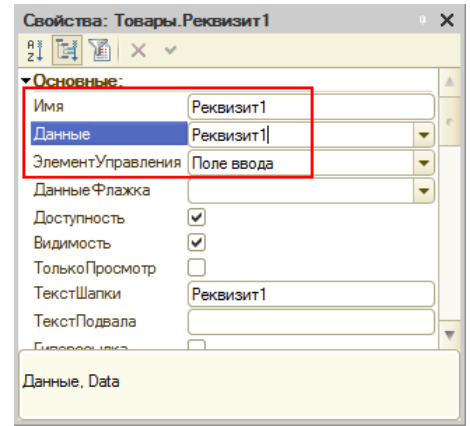 Свойства: Товары.Реквизит1
Основные:
Имя Реквизит1
Данные Реквизит1
ЭлементУправления Поле ввода
ДанныеФлажка
Доступность
Видимость
ТолькоПросмотр
ТекстШапки Реквизит1
ТекстПодвала
Гиперссылка
Данные, Data